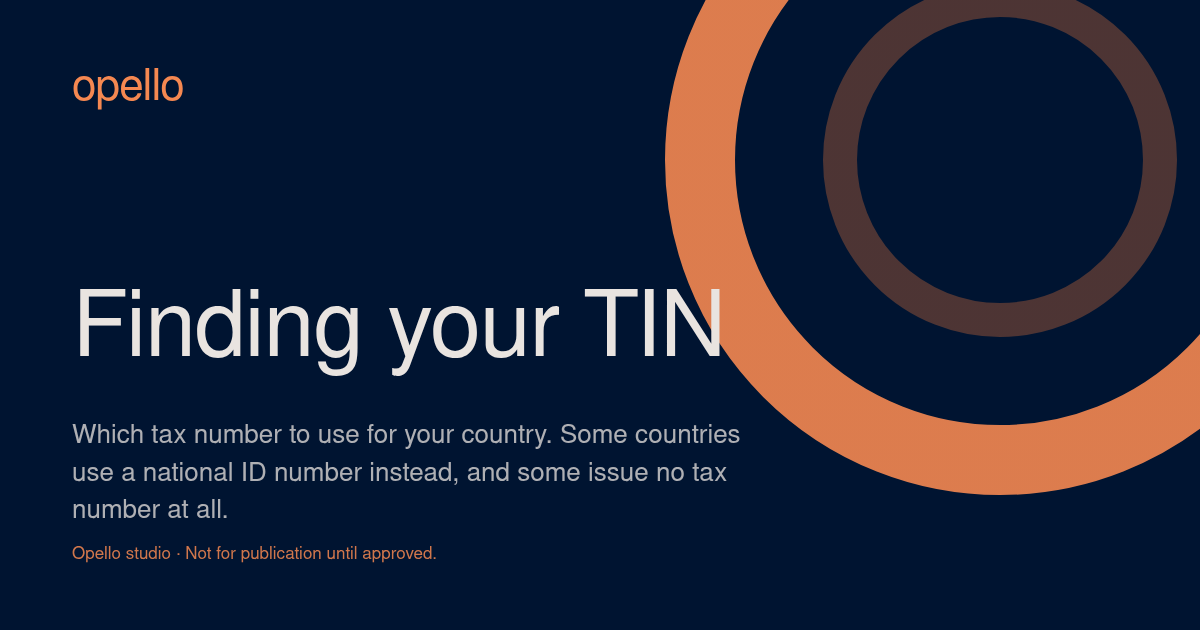 opello
Finding your TIN
Which tax number to use for your country. Some countries
use a national ID number instead, and some issue no tax
number at all.
Opello studio · Not for publication until approved.